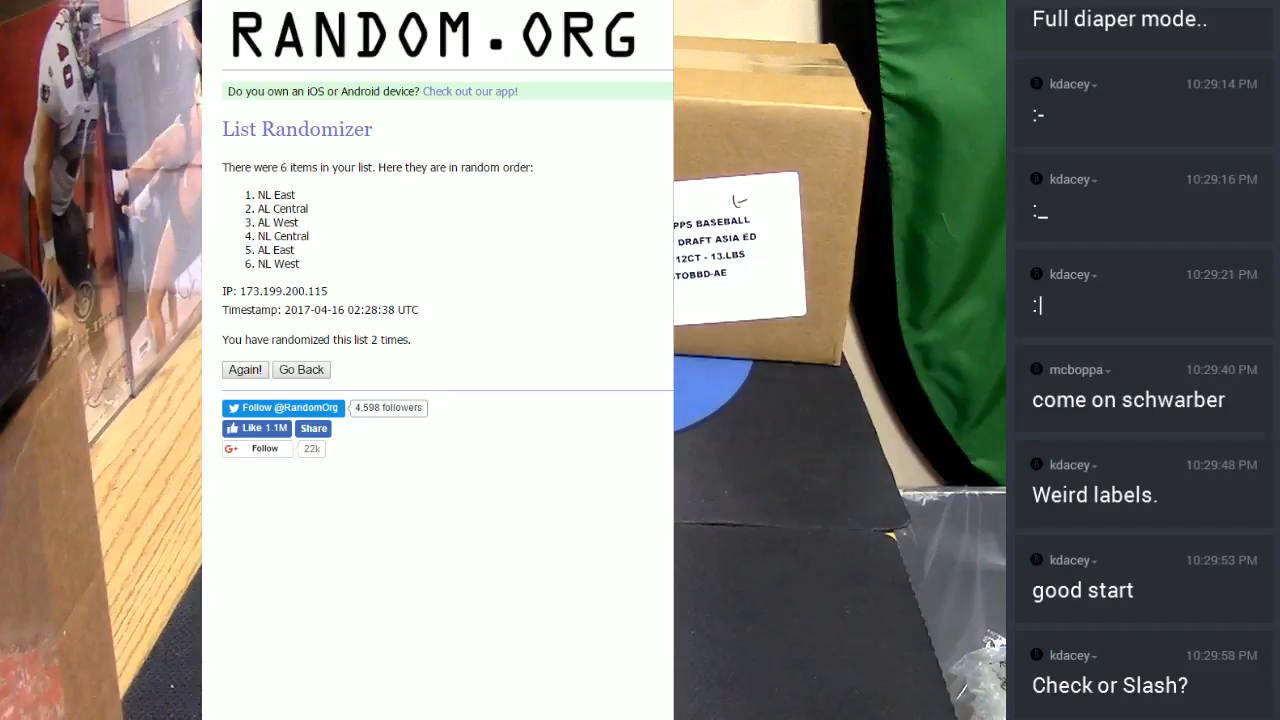 RANDOM.ORG
Do you own an iOS or Android device? Check out our app!
List Randomizer
There were 6 items in your list. Here they are in random order:
1. NL East
2. AL Central
3. AL West
4. NL Central
5. AL East
6. NL West
IP: 173.199.200.115
Timestamp: 2017-04-16 02:28:38 UTC
You have randomized this list 2 times.
Again! Go Back
Follow @RandomOrg 4,598 followers
Like 1.1M Share
G+ Follow 22k
PPS BASEBALL
DRAFT ASIA ED
12CT - 13.LBS
TOBBD-AE
Full diaper mode..
kdacey 10:29:14 PM
:-
kdacey 10:29:16 PM
:_
kdacey 10:29:21 PM
:|
mcboppa 10:29:40 PM
come on schwarber
kdacey 10:29:48 PM
Weird labels.
kdacey 10:29:53 PM
good start
kdacey 10:29:58 PM
Check or Slash?